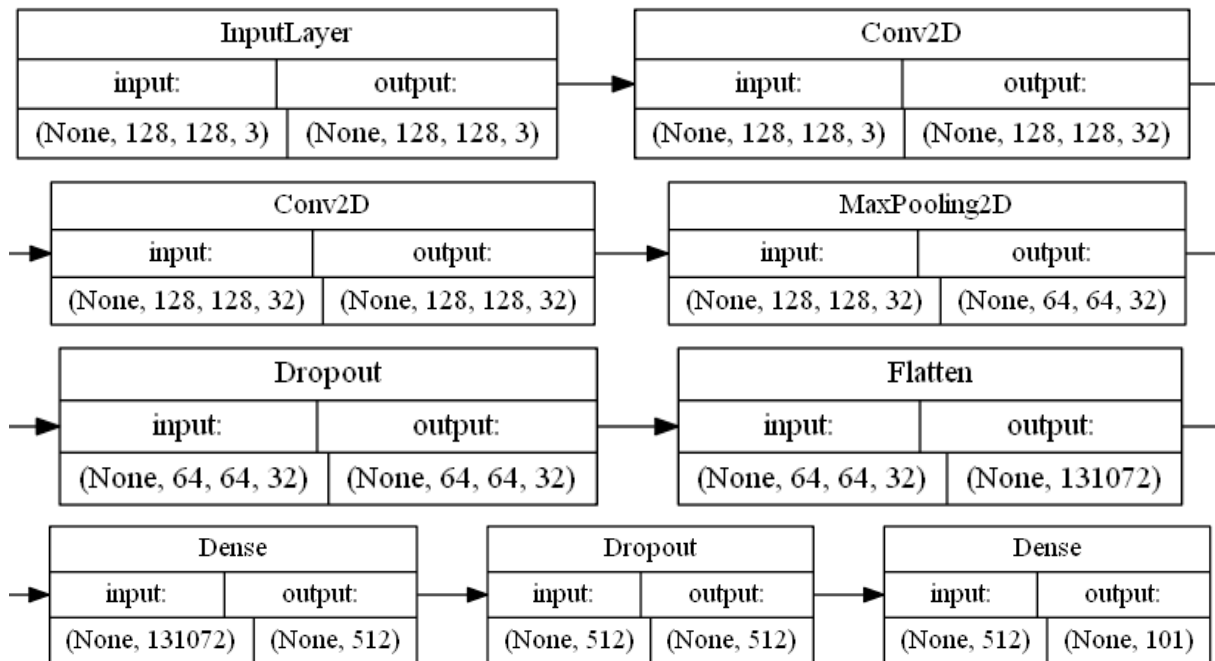 InputLayer Conv2D
input: output: input: output:
(None, 128, 128, 3) (None, 128, 128, 3) (None, 128, 128, 3) (None, 128, 128, 32)
Conv2D MaxPooling2D
input: output: input: output:
(None, 128, 128, 32) (None, 128, 128, 32) (None, 128, 128, 32) (None, 64, 64, 32)
Dropout Flatten
input: output: input: output:
(None, 64, 64, 32) (None, 64, 64, 32) (None, 64, 64, 32) (None, 131072)
Dense Dropout Dense
input: output: input: output: input: output:
(None, 131072) (None, 512) (None, 512) (None, 512) (None, 512) (None, 101)